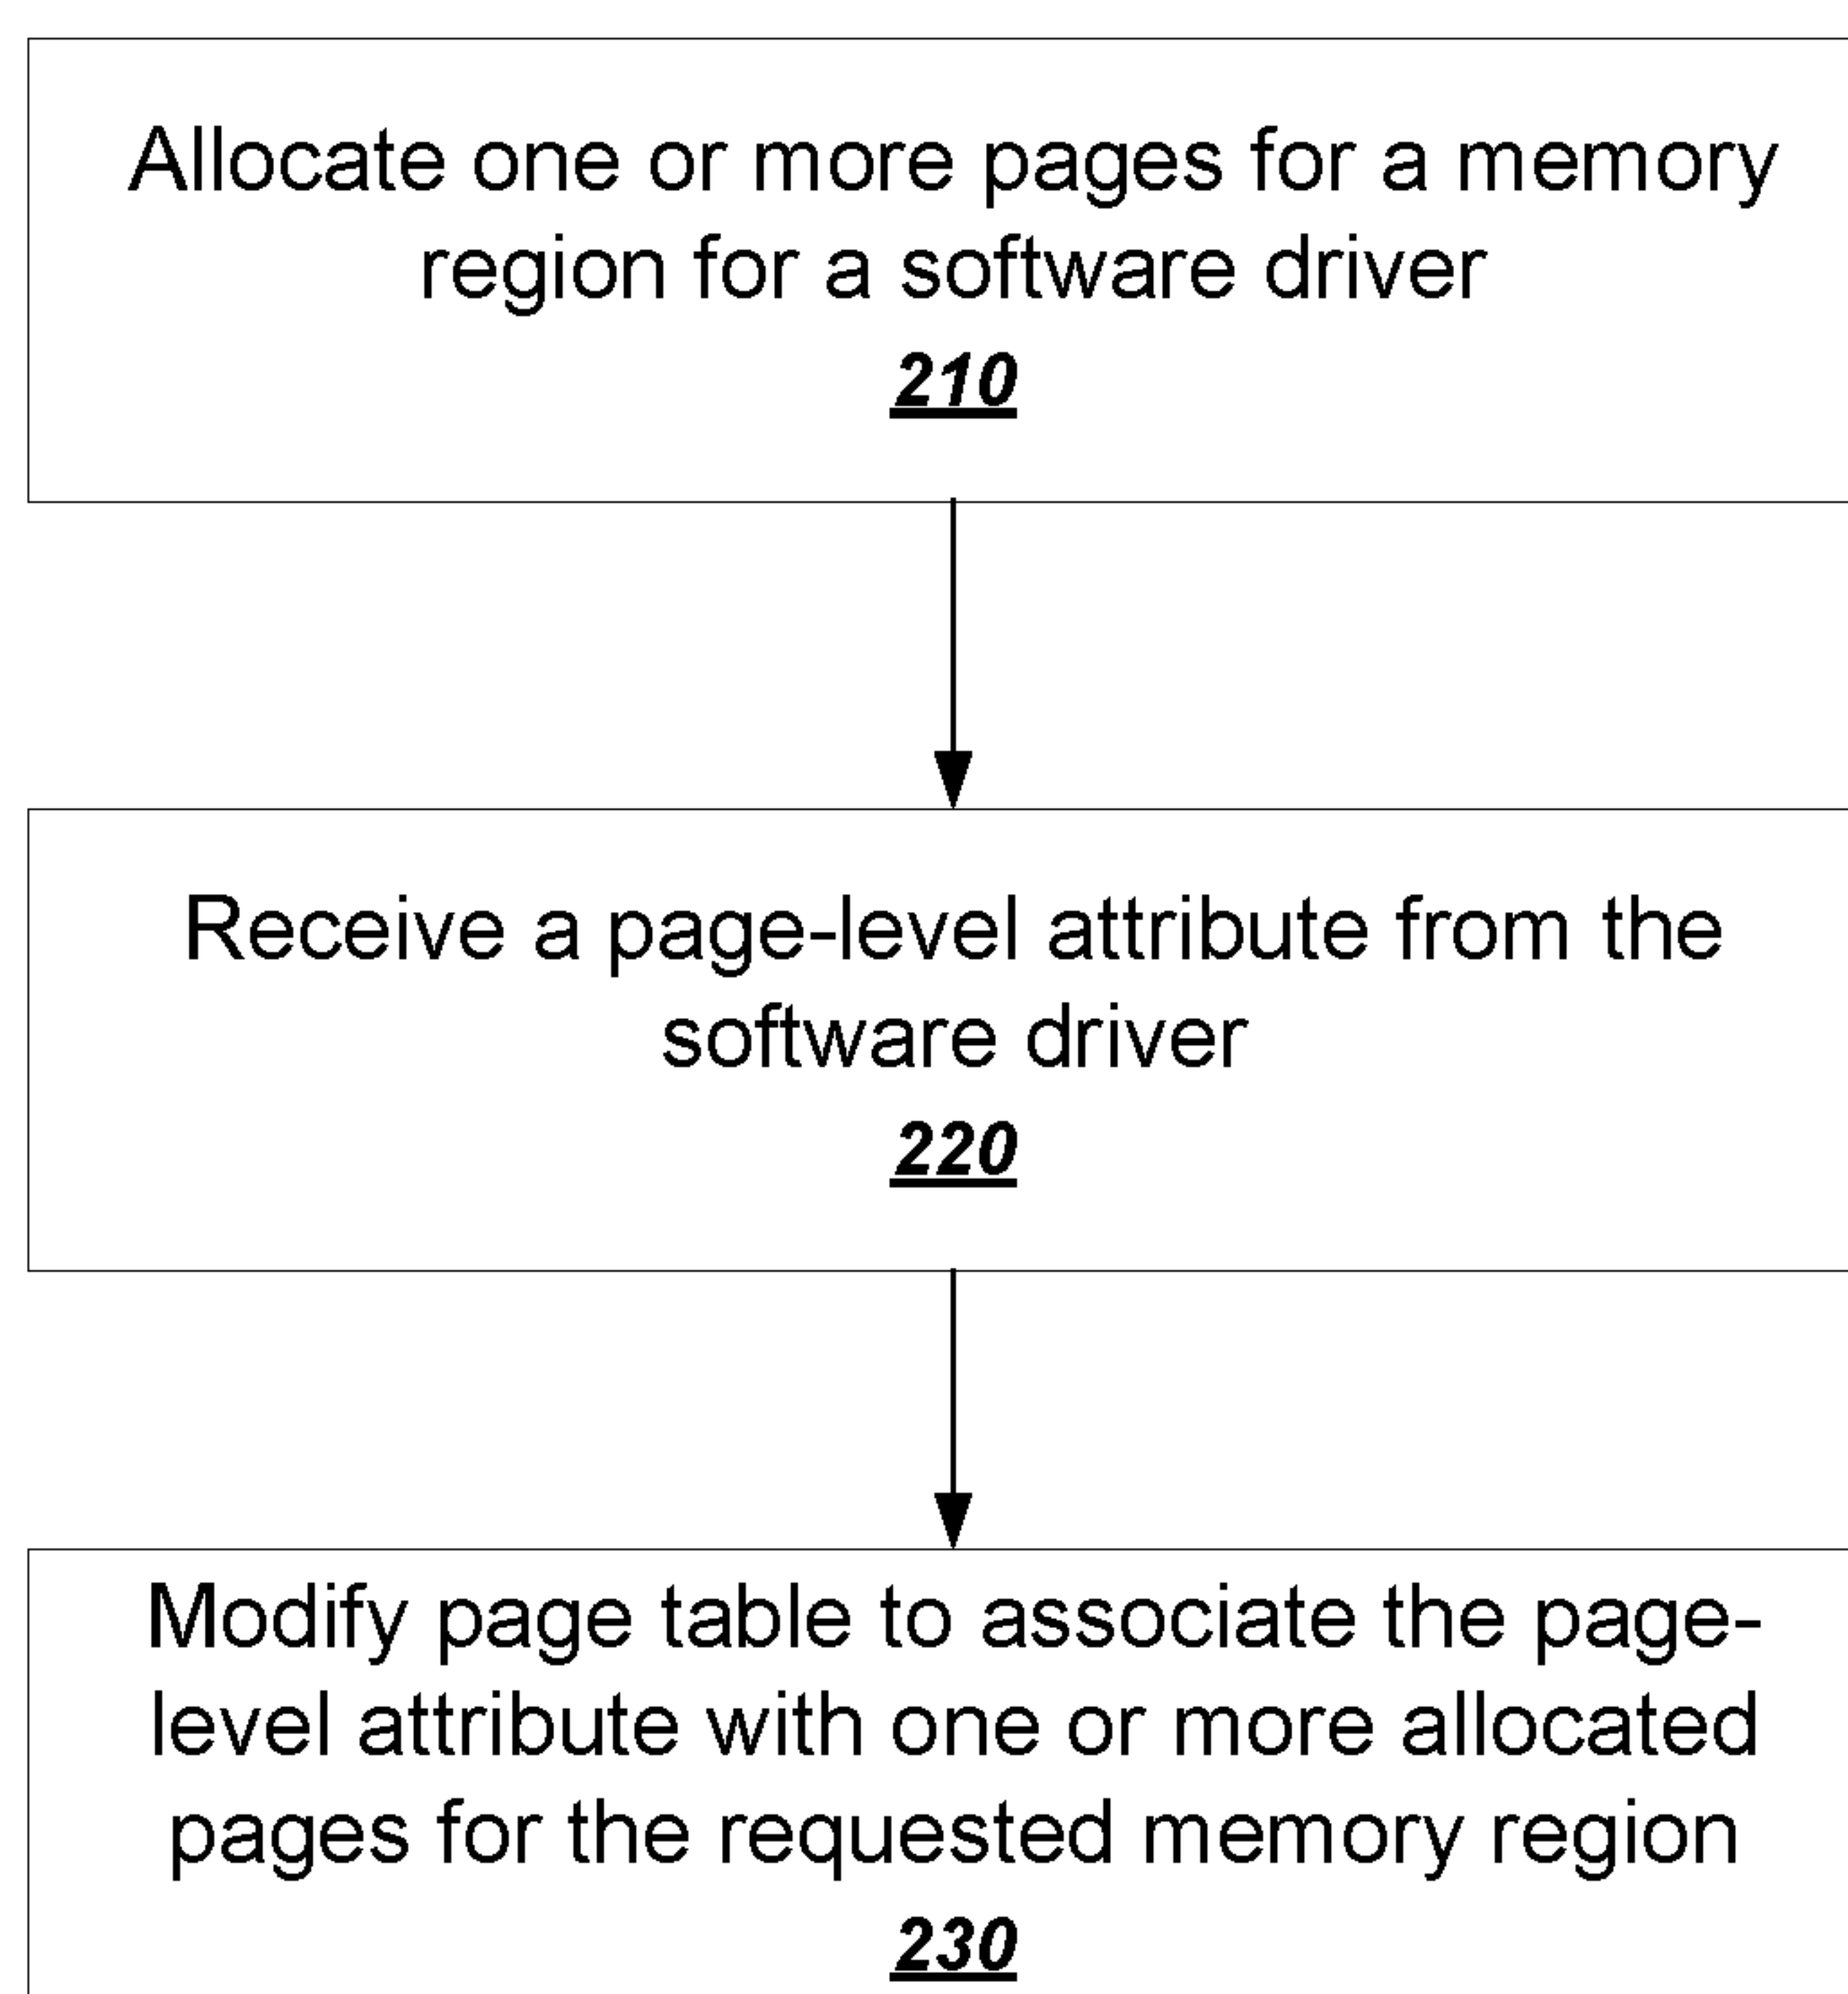 Allocate one or more pages for a memory
region for a software driver
210
Receive a page-level attribute from the
software driver
220
Modify page table to associate the page-
level attribute with one or more allocated
pages for the requested memory region
230